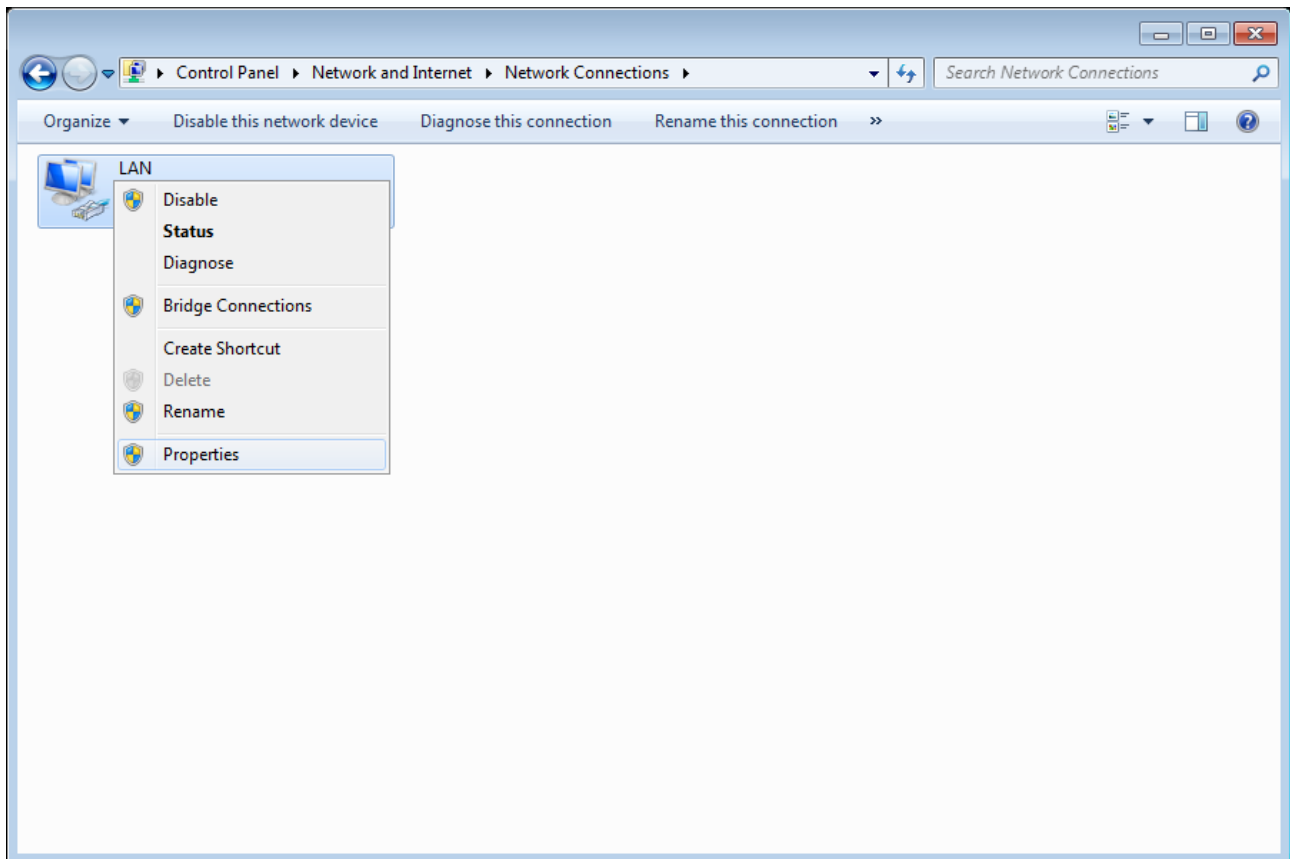 Control Panel Network and Internet Network Connections Search Network Connections
Organize Disable this network device Diagnose this connection Rename this connection »
LAN
Disable
Status
Diagnose
Bridge Connections
Create Shortcut
Delete
Rename
Properties